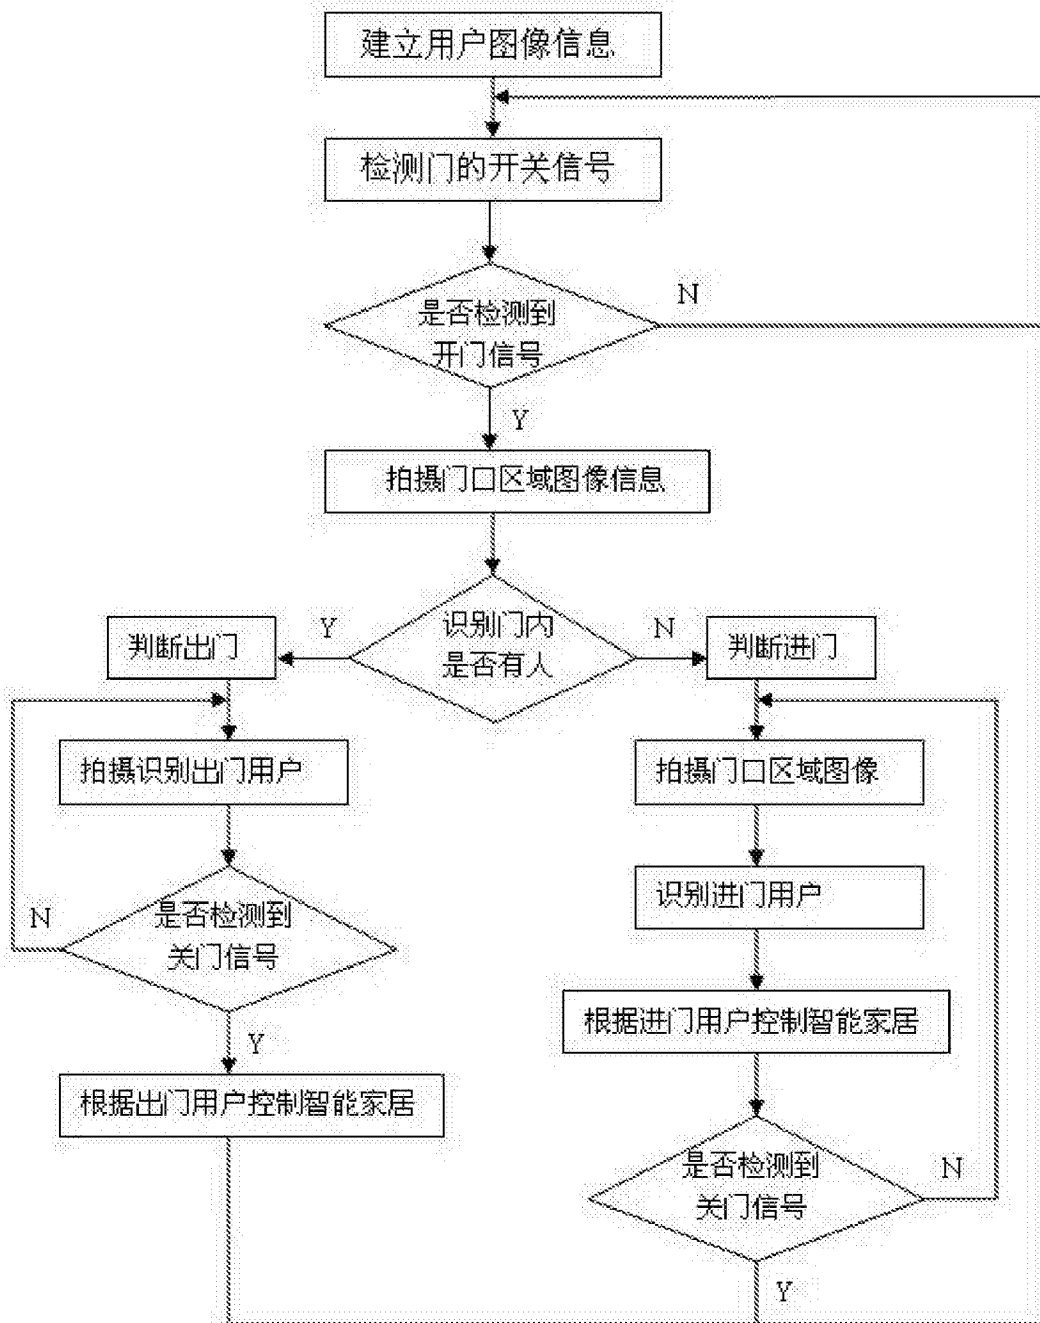 建立用户图像信息
检测门的开关信号
是否检测到
开门信号
N
Y
拍摄门口区域图像信息
识别门内
是否有人
Y
N
判断出门
判断进门
拍摄识别出门用户
拍摄门口区域图像
是否检测到
关门信号
N
Y
识别进门用户
根据进门用户控制智能家居
根据出门用户控制智能家居
是否检测到
关门信号
N
Y